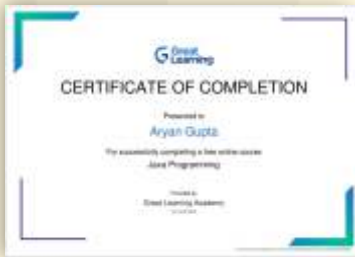 Great
Learning
CERTIFICATE OF COMPLETION
Presented to
Aryan Gupta
For successfully completing a free online course
Java Programming
Provided by
Great Learning Academy